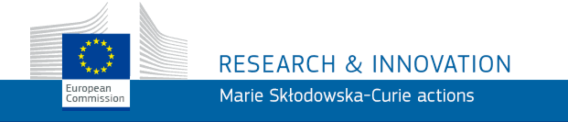 European
Commission
RESEARCH & INNOVATION
Marie Skłodowska-Curie actions